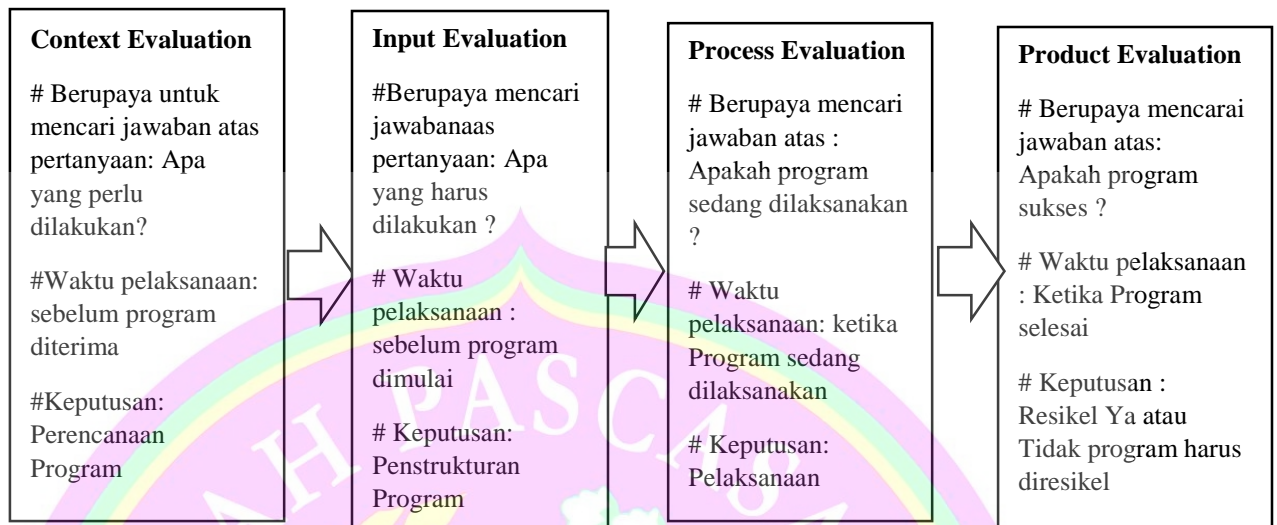 Context Evaluation
# Berupaya untuk
mencari jawaban atas
pertanyaan: Apa
yang perlu
dilakukan?
#Waktu pelaksanaan:
sebelum program
diterima
#Keputusan:
Perencanaan
Program
Input Evaluation
#Berupaya mencari
jawabanaas
pertanyaan: Apa
yang harus
dilakukan ?
# Waktu
pelaksanaan :
sebelum program
dimulai
# Keputusan:
Penstrukturan
Program
Process Evaluation
# Berupaya mencari
jawaban atas :
Apakah program
sedang dilaksanakan
?
# Waktu
pelaksanaan: ketika
Program sedang
dilaksanakan
# Keputusan:
Pelaksanaan
Product Evaluation
# Berupaya mencarai
jawaban atas:
Apakah program
sukses ?
# Waktu pelaksanaan
: Ketika Program
selesai
# Keputusan :
Resikel Ya atau
Tidak program harus
diresikel
AH PASCAS